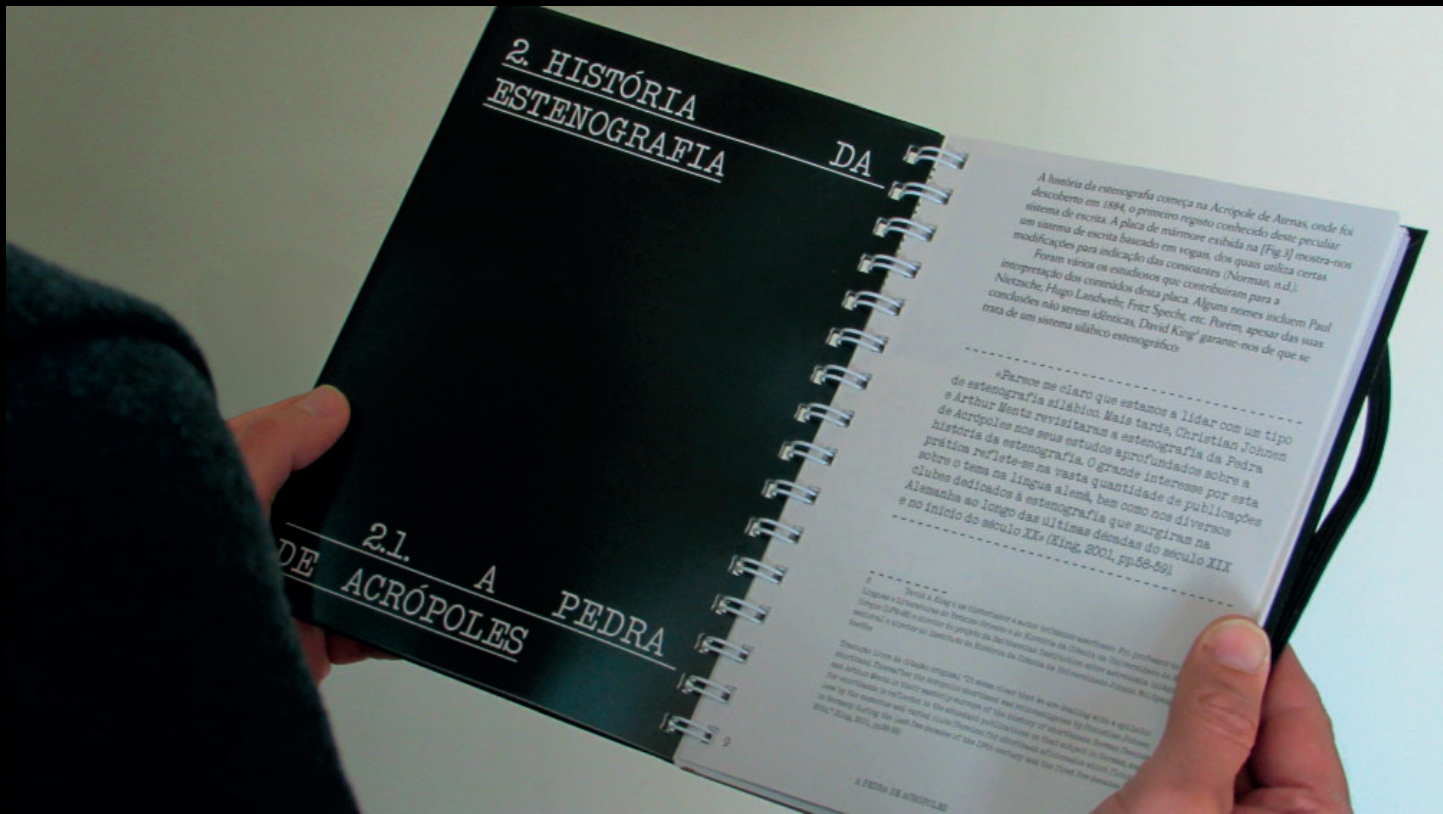 2. HISTÓRIA DA
ESTENOGRAFIA
2.1. A PEDRA
DE ACRÓPOLES
A história da estenografia começa na Acrópole de Atenas, onde foi
descoberto em 1884, o primeiro registo conhecido deste peculiar
sistema de escrita. A placa de mármore exibida na [Fig.3] mostra-nos
um sistema de escrita baseado em vogais, dos quais utiliza certas
modificações para indicação das consoantes (Norman, n.d.).
Foram vários os estudiosos que contribuiram para a
interpretação dos conteúdos desta placa. Alguns nomes incluem Paul
Nietzsche, Hugo Landwehr, Fritz Specht, etc. Porém, apesar das suas
conclusões não serem idênticas, David King garante-nos de que se
trata de um sistema silábico estenográfico:
«Parece me claro que estamos a lidar com um tipo
de estenografia silábico. Mais tarde, Christian Johnen
e Arthur Mentz revisitaram a estenografia da Pedra
de Acrópoles nos seus estudos aprofundados sobre a
história da estenografia. O grande interesse por esta
prática reflete-se na vasta quantidade de publicações
sobre o tema na língua alemã, bem como nos diversos
clubes dedicados à estenografia que surgiram na
Alemanha ao longo das últimas décadas do século XIX
e no início do século XX» (King, 2001, pp.58-59)
9
A PEDRA DE ACRÓPOLES